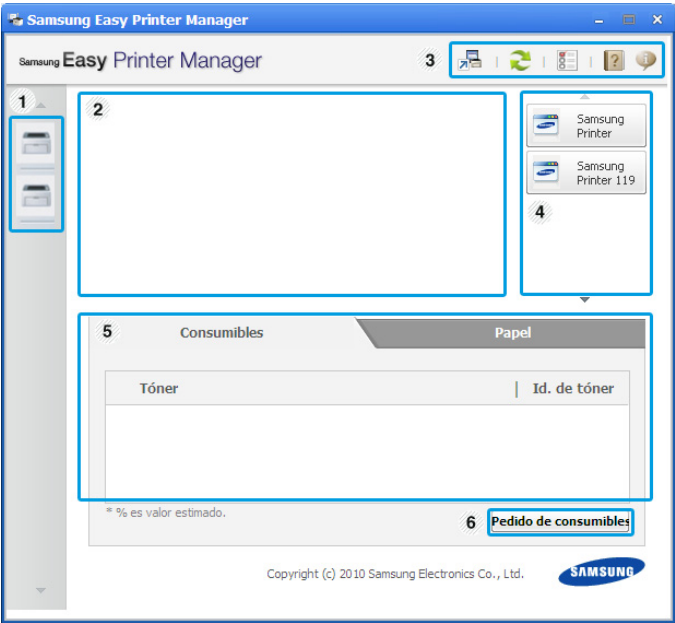 Samsung Easy Printer Manager
Samsung Easy Printer Manager
3
?
1
2
Samsung
Printer
Samsung
Printer 119
4
5
Consumibles
Papel
Tóner | Id. de tóner
* % es valor estimado.
6
Pedido de consumibles
Copyright (c) 2010 Samsung Electronics Co., Ltd.
SAMSUNG